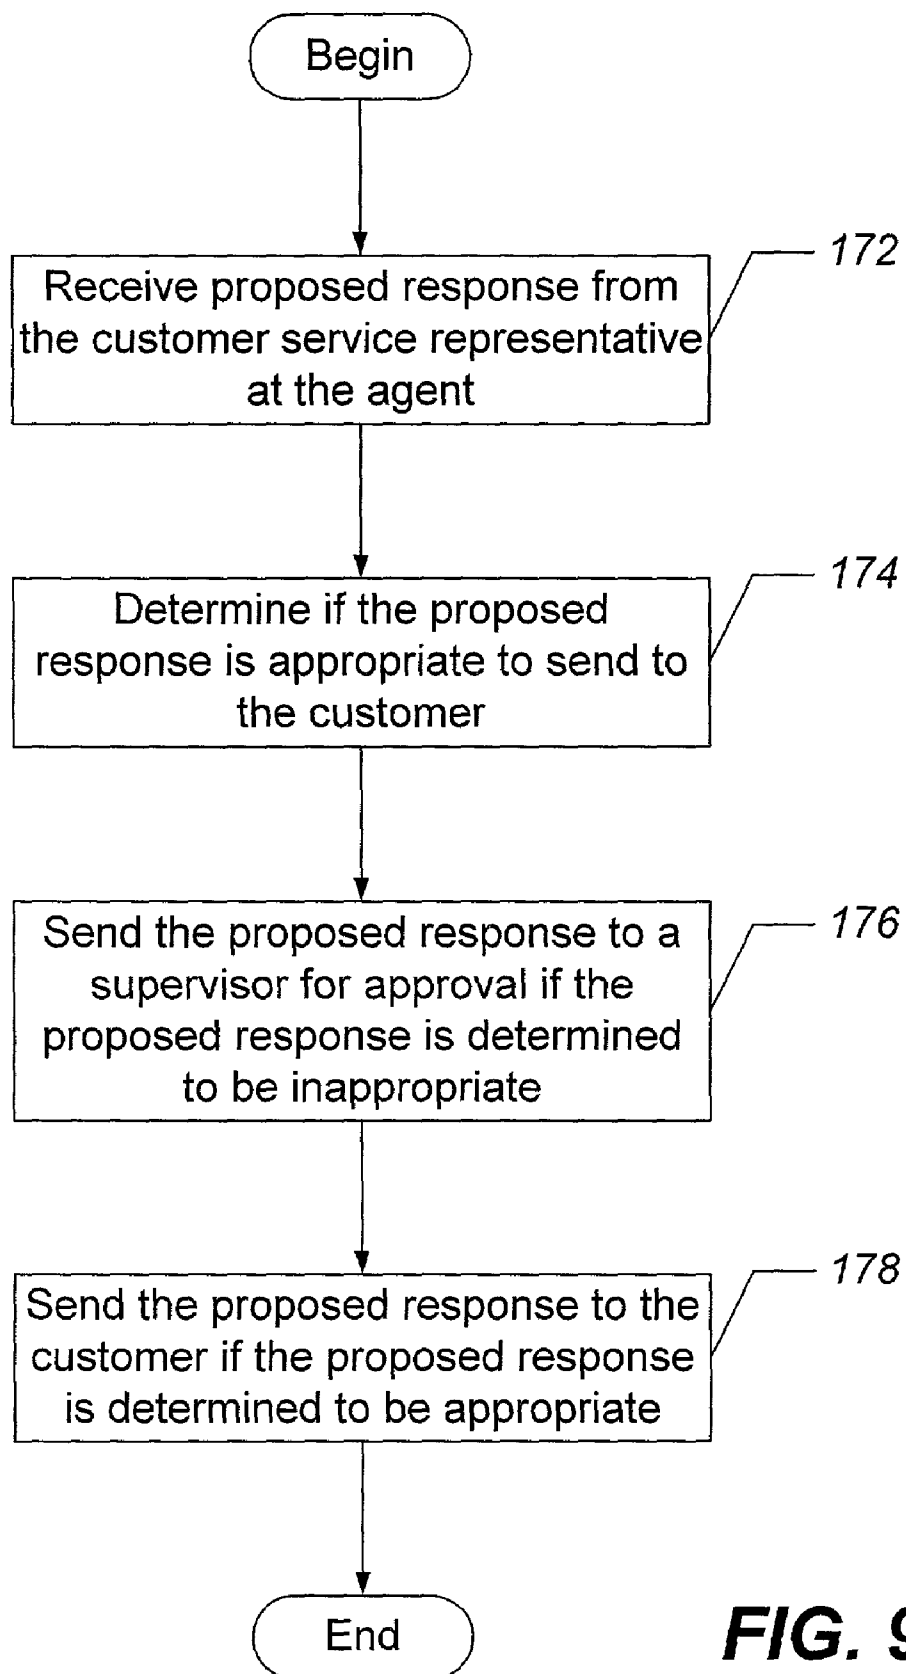 Begin
172
Receive proposed response from
the customer service representative
at the agent
174
Determine if the proposed
response is appropriate to send to
the customer
176
Send the proposed response to a
supervisor for approval if the
proposed response is determined
to be inappropriate
178
Send the proposed response to the
customer if the proposed response
is determined to be appropriate
End
FIG. 9